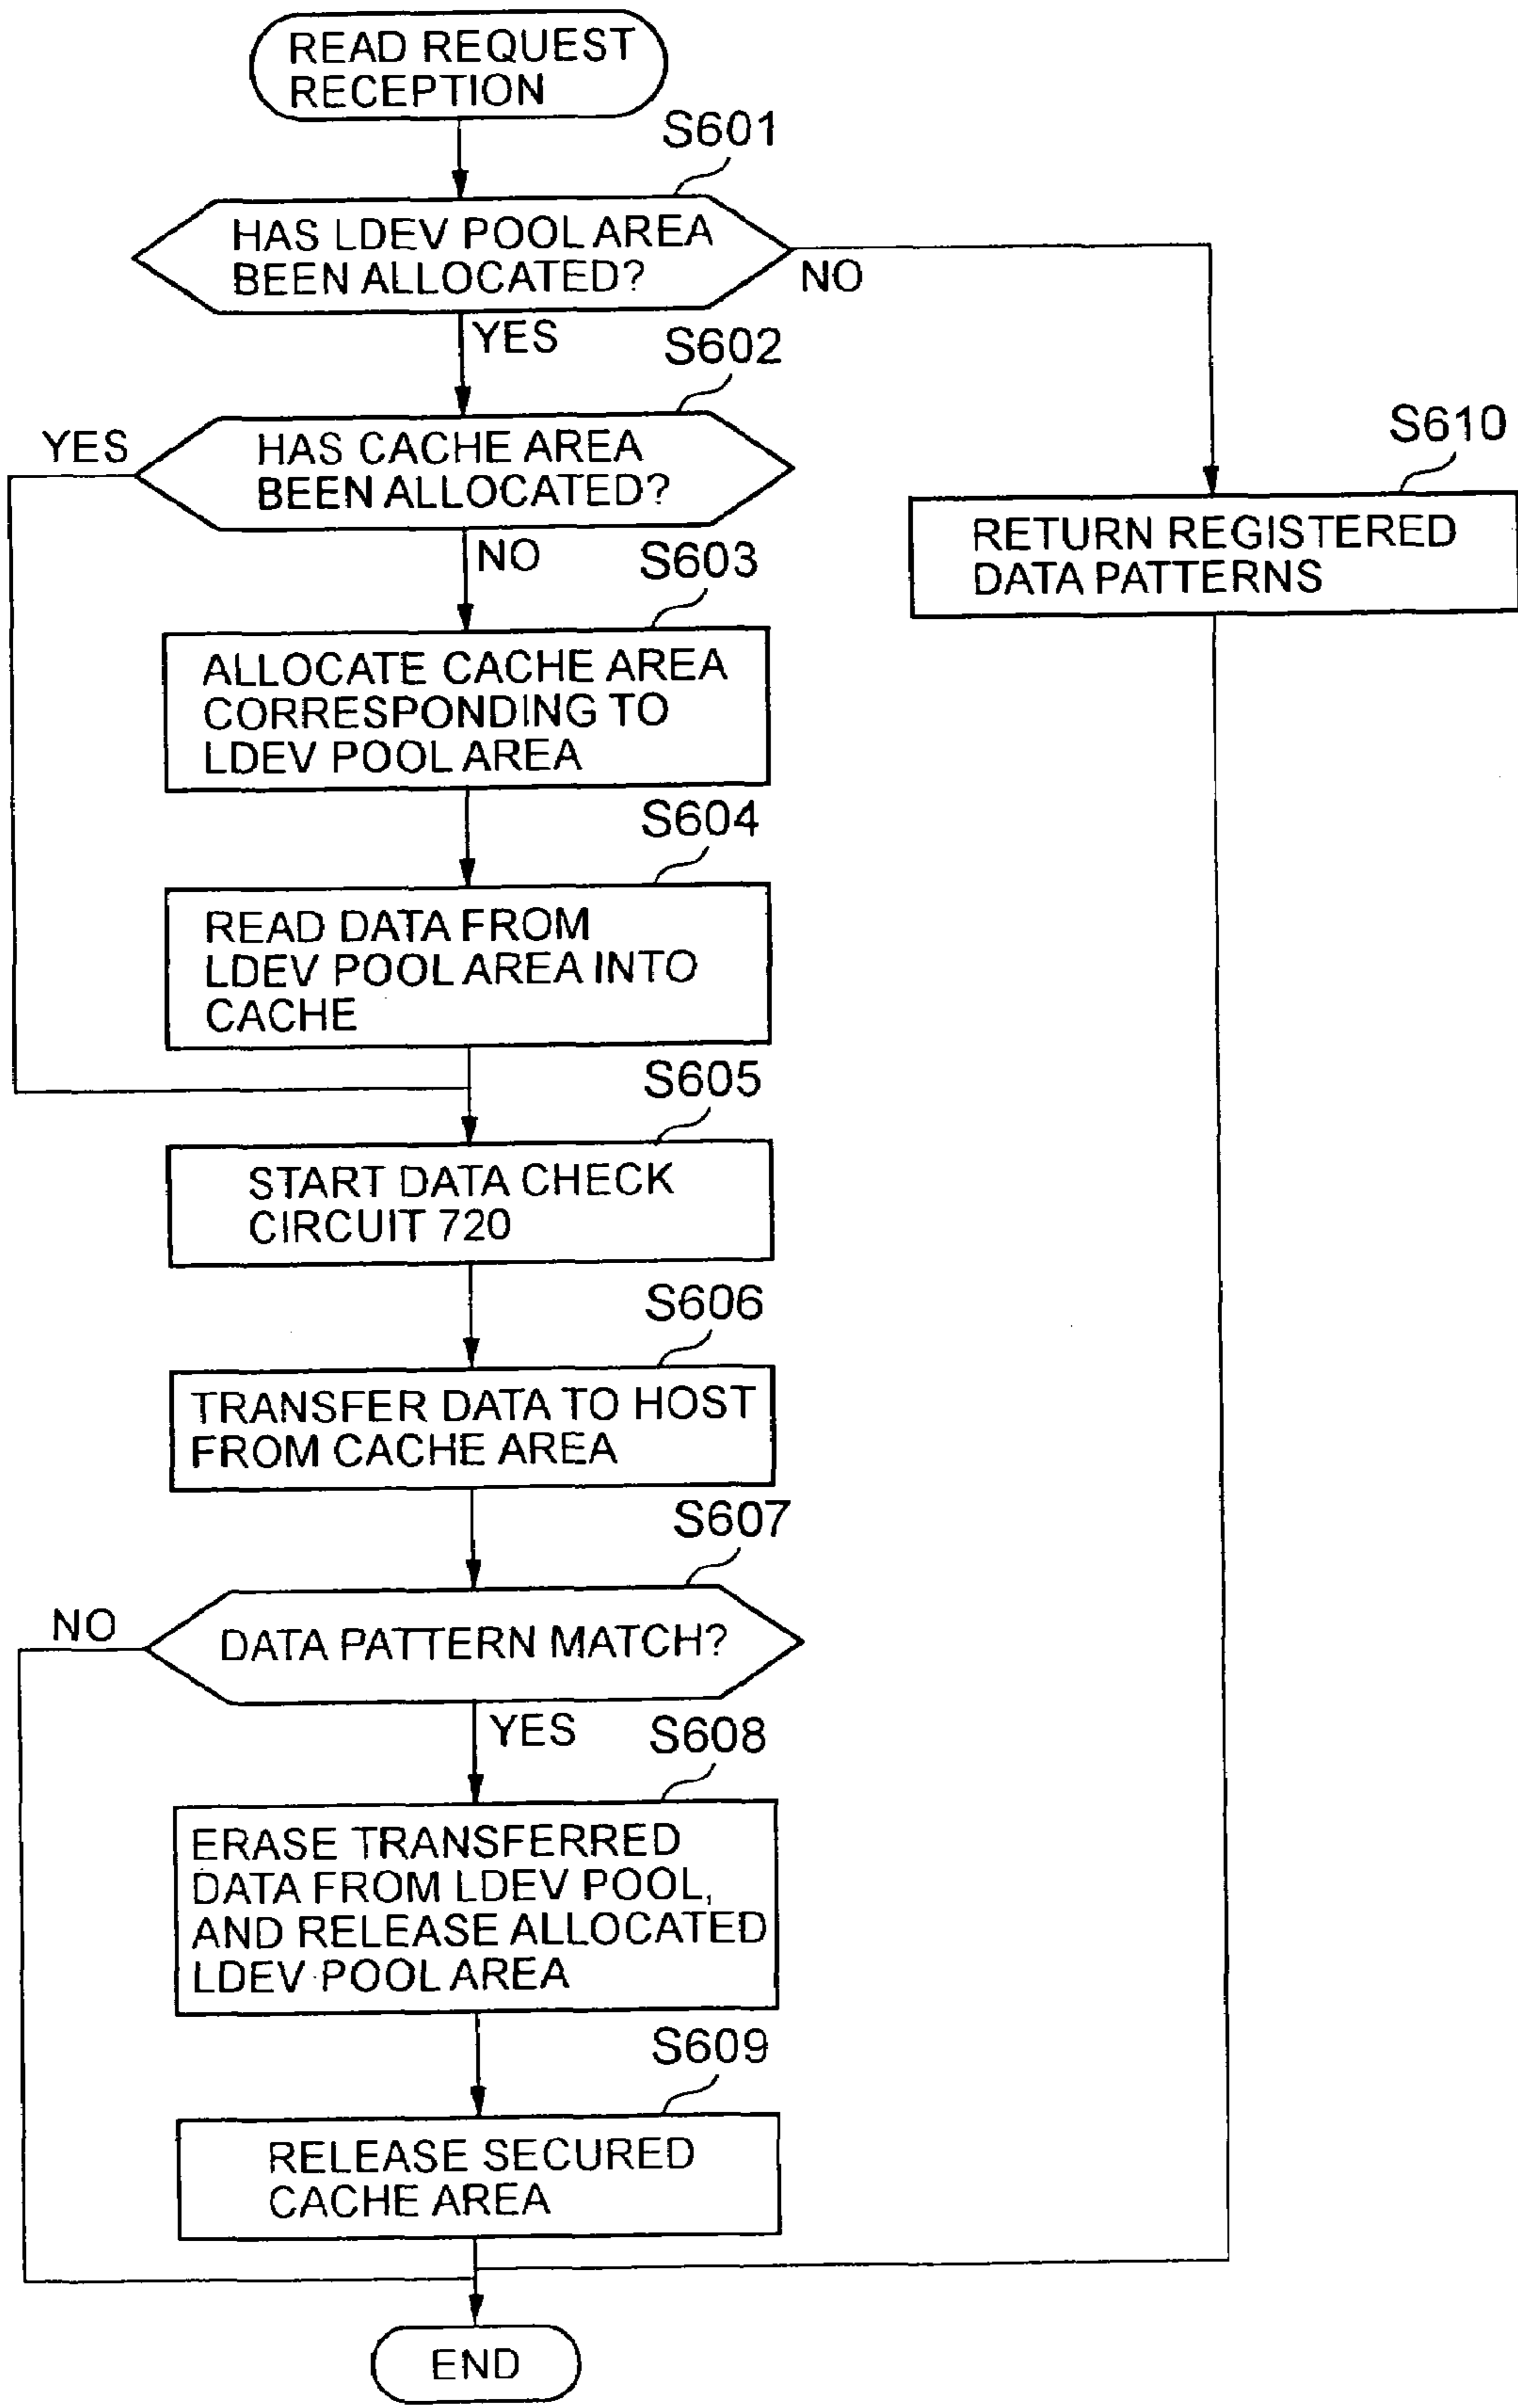 READ REQUEST
RECEPTION
S601
HAS LDEV POOL AREA
BEEN ALLOCATED?
NO
YES
S602
YES
HAS CACHE AREA
BEEN ALLOCATED?
S610
RETURN REGISTERED
DATA PATTERNS
NO
S603
ALLOCATE CACHE AREA
CORRESPONDING TO
LDEV POOL AREA
S604
READ DATA FROM
LDEV POOL AREA INTO
CACHE
S605
START DATA CHECK
CIRCUIT 720
S606
TRANSFER DATA TO HOST
FROM CACHE AREA
S607
NO
DATA PATTERN MATCH?
YES
S608
ERASE TRANSFERRED
DATA FROM LDEV POOL,
AND RELEASE ALLOCATED
LDEV POOL AREA
S609
RELEASE SECURED
CACHE AREA
END